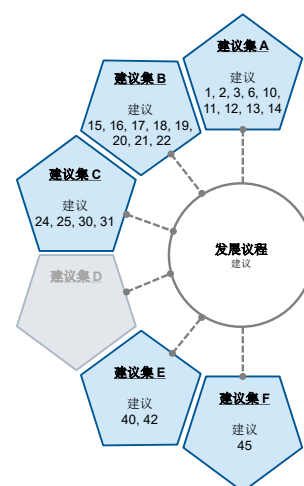 建议集 A
建议
1, 2, 3, 6, 10,
11, 12, 13, 14
建议集 B
建议
15, 16, 17, 18, 19,
20, 21, 22
建议集 C
建议
24, 25, 30, 31
发展议程
建议
建议集 D
建议集 E
建议
40, 42
建议集 F
建议
45